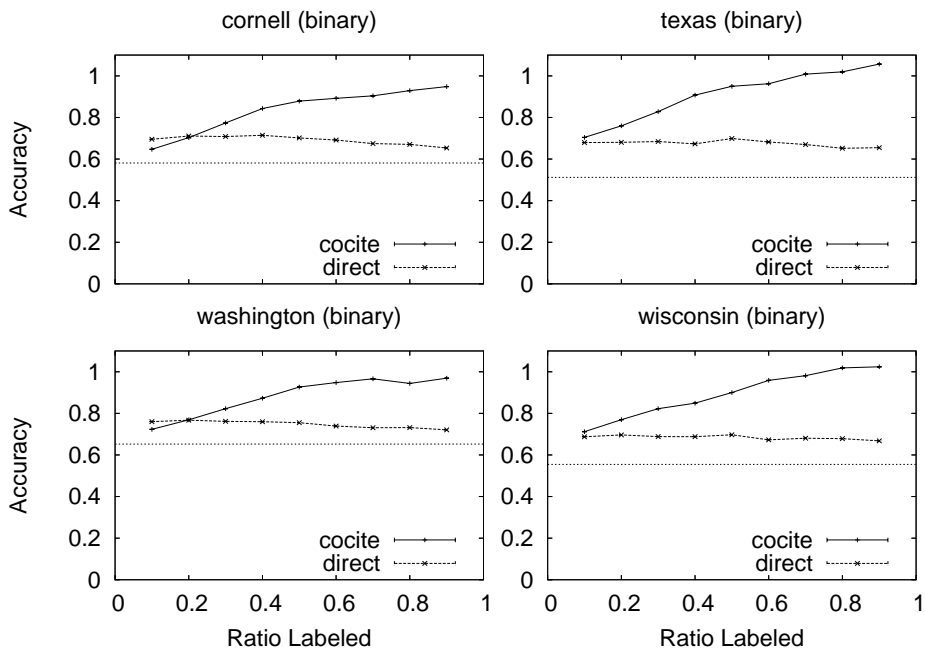 cornell (binary)
texas (binary)
Accuracy
1
0.8
0.6
0.4
0.2
0
cocite
direct
1
0.8
0.6
0.4
0.2
0
cocite
direct
washington (binary)
wisconsin (binary)
Accuracy
1
0.8
0.6
0.4
0.2
0
cocite
direct
0 0.2 0.4 0.6 0.8 1
Ratio Labeled
1
0.8
0.6
0.4
0.2
0
cocite
direct
0 0.2 0.4 0.6 0.8 1
Ratio Labeled